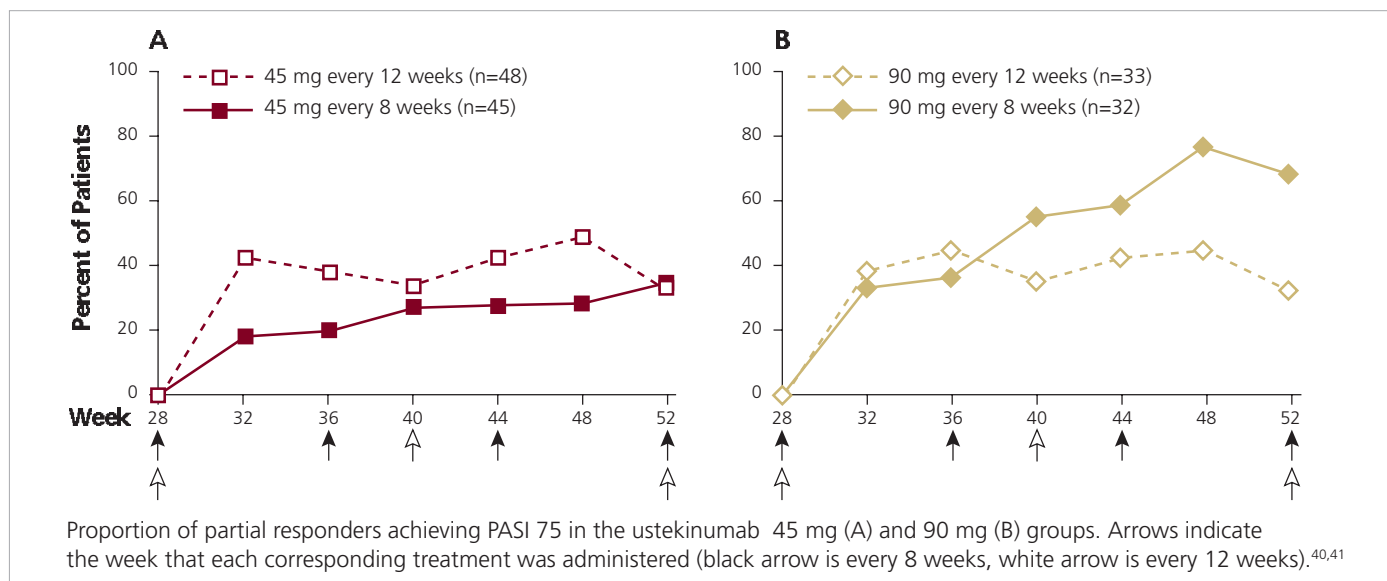 A
100
80
60
40
20
0
Percent of Patients
45 mg every 12 weeks (n=48)
45 mg every 8 weeks (n=45)
Week
28 32 36 40 44 48 52
B
100
80
60
40
20
0
90 mg every 12 weeks (n=33)
90 mg every 8 weeks (n=32)
28 32 36 40 44 48 52
Proportion of partial responders achieving PASI 75 in the ustekinumab 45 mg (A) and 90 mg (B) groups. Arrows indicate
the week that each corresponding treatment was administered (black arrow is every 8 weeks, white arrow is every 12 weeks).40,41